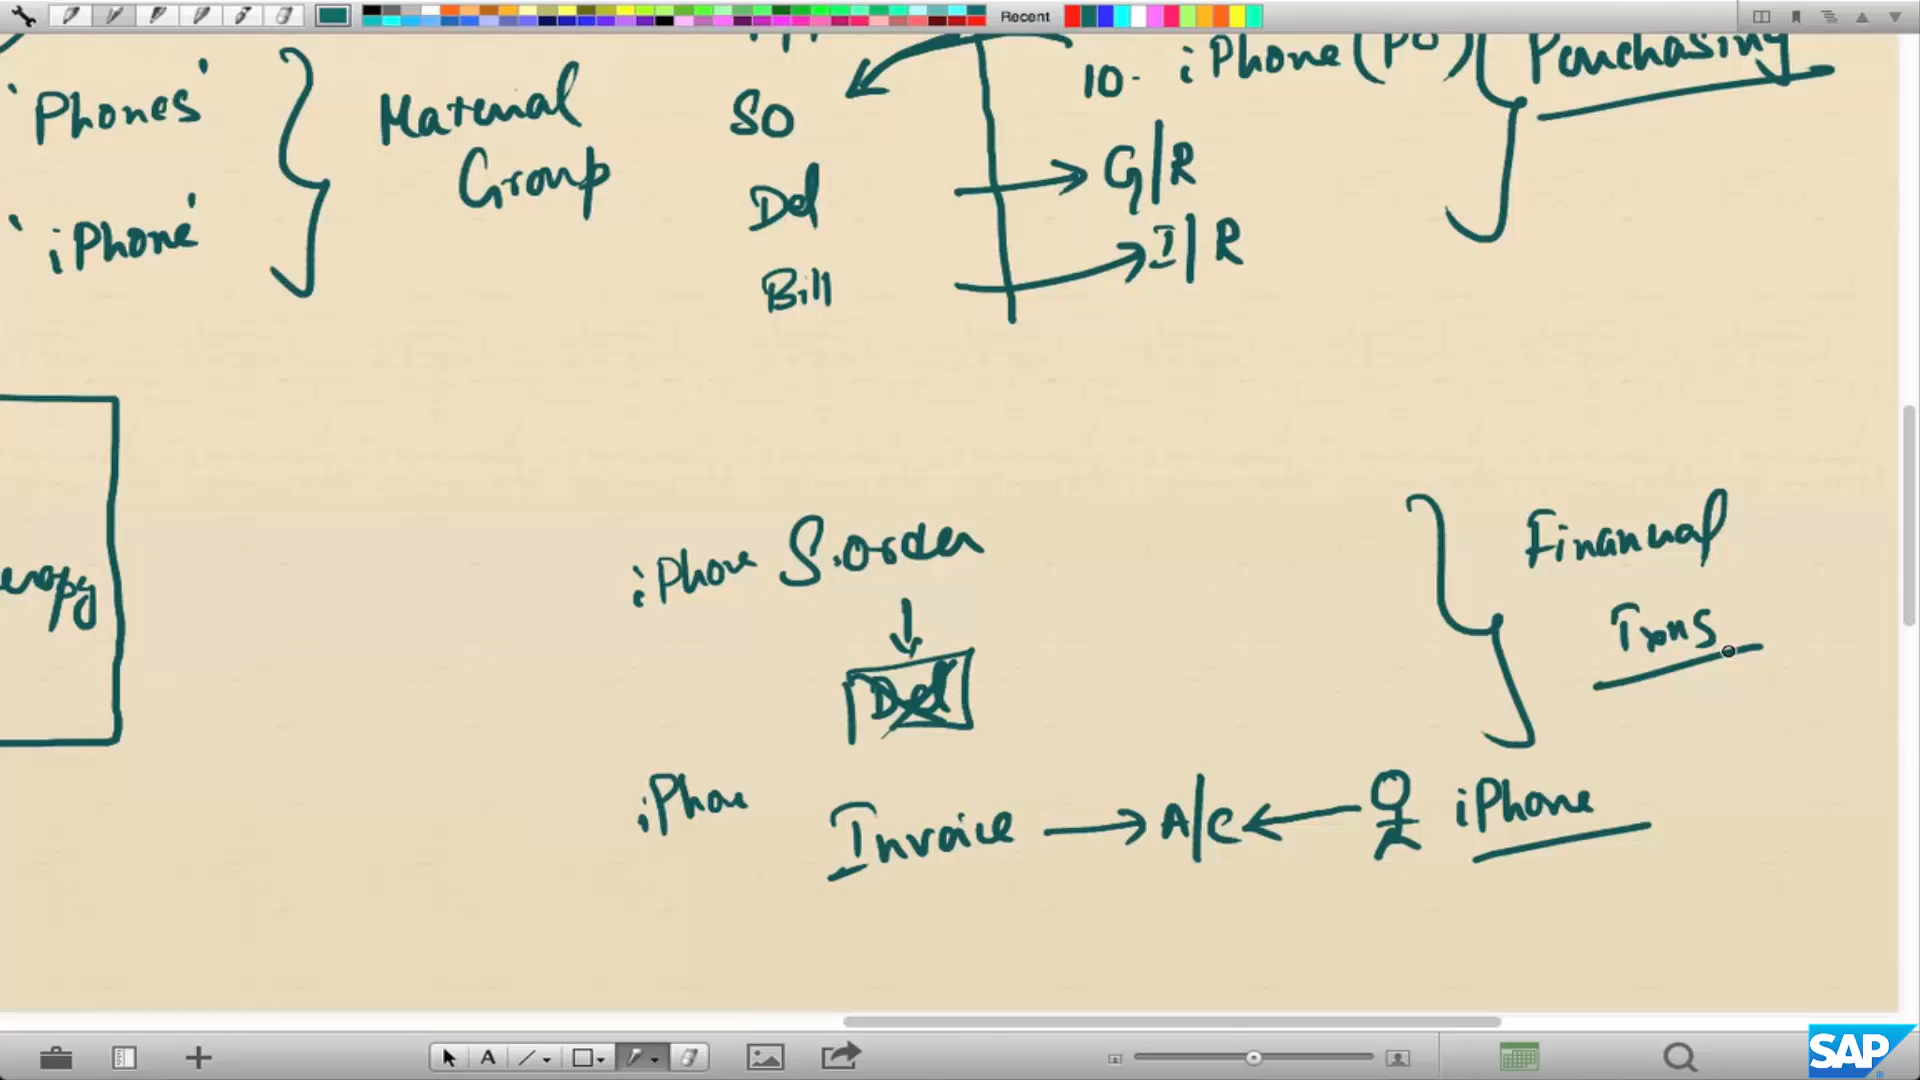 Recent
'Phones'
'iPhone'
Material
Group
SO
Del
Bill
10. iPhone (PO)
G/R
I/R
Purchasing
iPhone S.order
Del
iPhone
Invoice → A/C ← iPhone
Financial
Trans
A
SAP